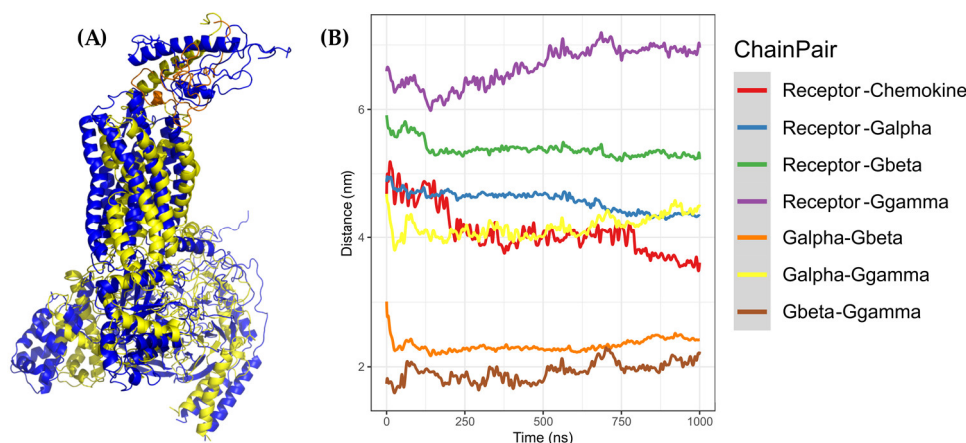 (A)
(B)
6
4
2
Distance (nm)
0
250
500
750
1000
Time (ns)
ChainPair
Receptor-Chemokine
Receptor-Galpha
Receptor-Gbeta
Receptor-Ggamma
Galpha-Gbeta
Galpha-Ggamma
Gbeta-Ggamma